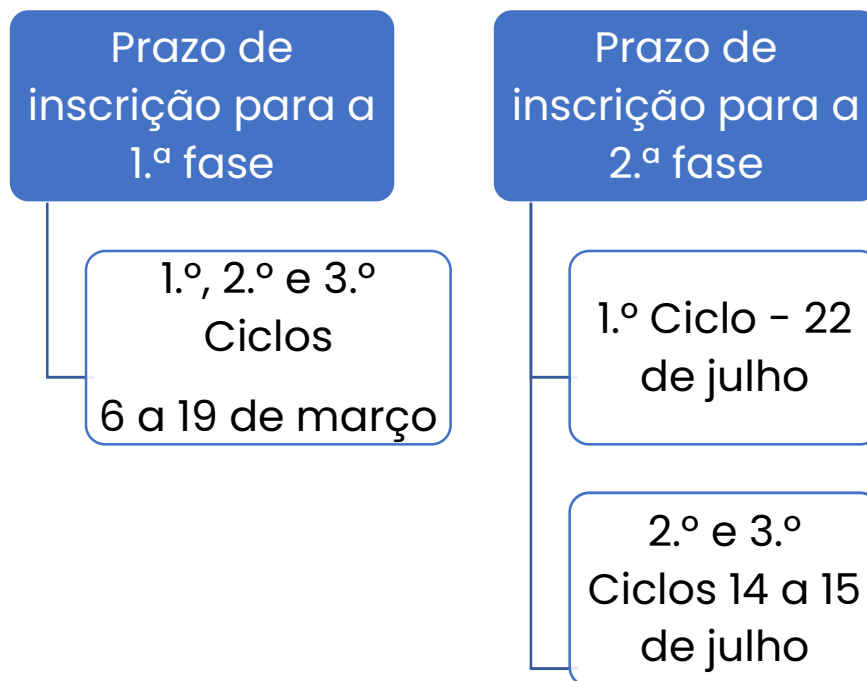 Prazo de
inscrição para a
1.ª fase
1.º, 2.º e 3.º
Ciclos
6 a 19 de março
Prazo de
inscrição para a
2.ª fase
1.º Ciclo - 22
de julho
2.º e 3.º
Ciclos 14 a 15
de julho